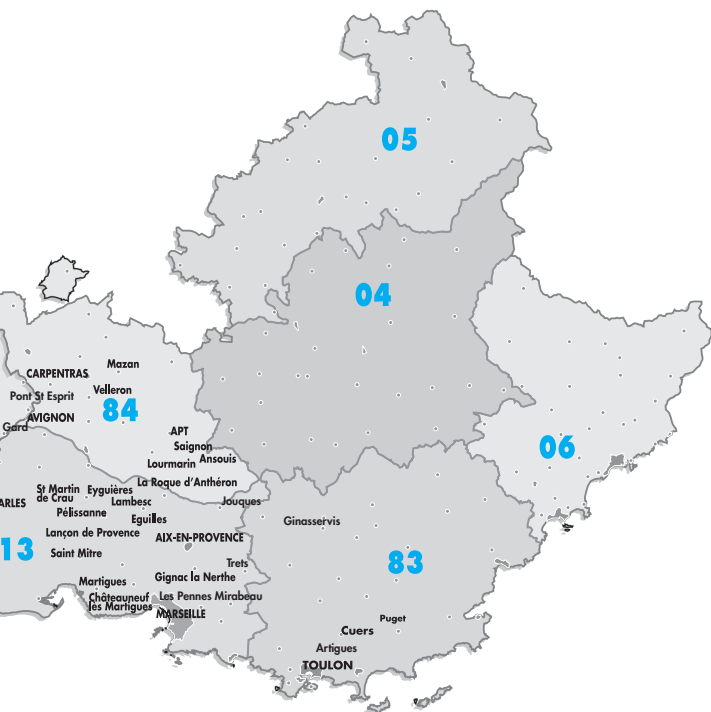 05
04
Mazan
CARPENTRAS
Velleron
Pont St Esprit
84
AVIGNON
Gard
APT
06
Saignon
Ansouis
Lourmarin
La Roque d'Anthéron
St Martin
de Crau
Eyguières
ARLES
Lambesc
Jouques
Pélissanne
Eguilles
Ginasservis
Lançon de Provence
AIX-EN-PROVENCE
13
Saint Mitre
Trets
83
Gignac la Nerthe
Martigues
Châteauneuf
lès Martigues
Les Pennes Mirabeau
MARSEILLE
Puget
Cuers
Artigues
TOULON